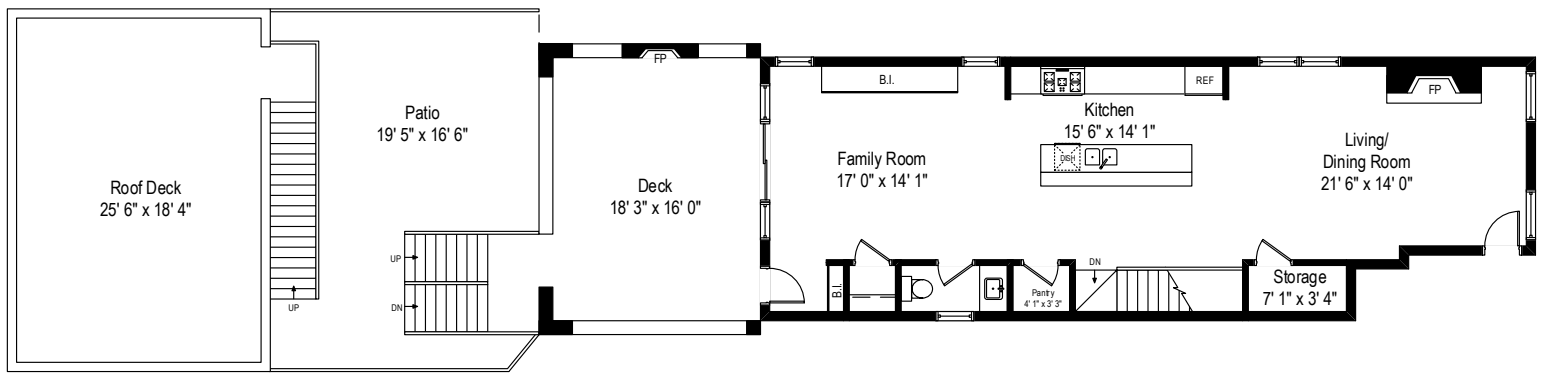 Roof Deck
25' 6" x 18' 4"
UP
Patio
19' 5" x 16' 6"
UP
DN
FP
Deck
18' 3" x 16' 0"
B.I.
Family Room
17' 0" x 14' 1"
B.I.
REF
Kitchen
15' 6" x 14' 1"
DISH
Pantry
4' 1" x 3' 3"
DN
FP
Living/
Dining Room
21' 6" x 14' 0"
Storage
7' 1" x 3' 4"